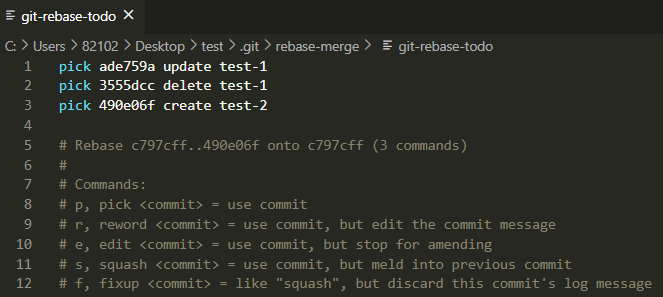 git-rebase-todo ×
C: > Users > 82102 > Desktop > test > .git > rebase-merge > git-rebase-todo
1 pick ade759a update test-1
2 pick 3555dcc delete test-1
3 pick 490e06f create test-2
4
5 # Rebase c797cff..490e06f onto c797cff (3 commands)
6 #
7 # Commands:
8 # p, pick <commit> = use commit
9 # r, reword <commit> = use commit, but edit the commit message
10 # e, edit <commit> = use commit, but stop for amending
11 # s, squash <commit> = use commit, but meld into previous commit
12 # f, fixup <commit> = like "squash", but discard this commit's log message